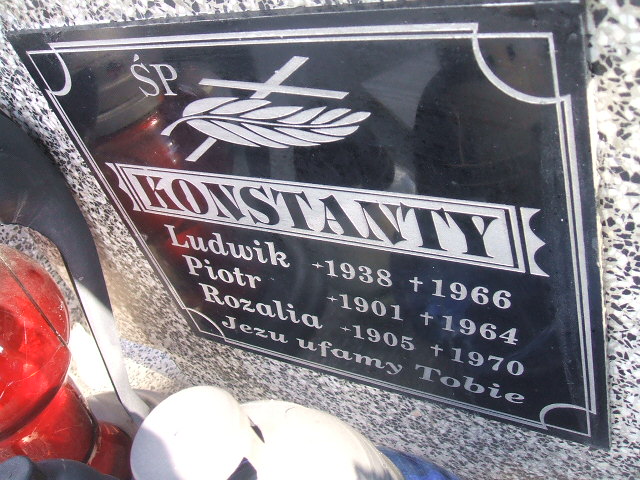 ŚP
KONSTANTY
Ludwik *1938 †1966
Piotr *1901 †1964
Rozalia *1905 †1970
Jezu ufamy Tobie